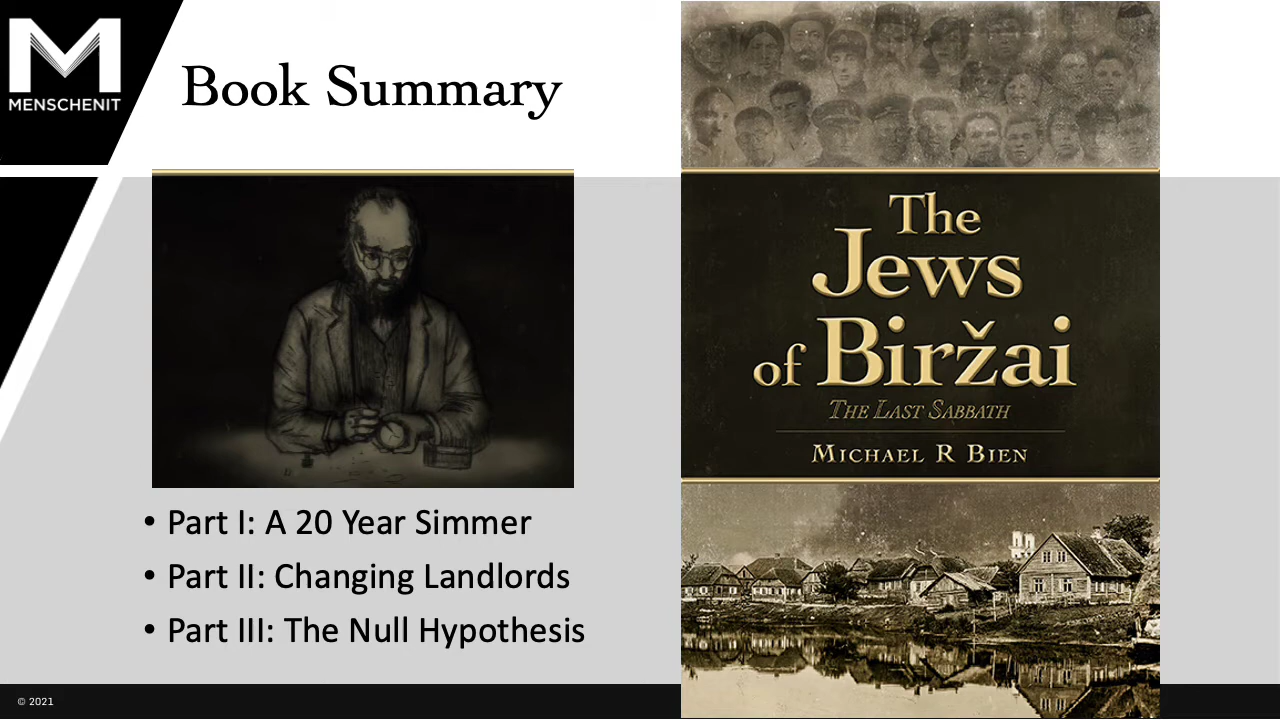 MENSCHENIT
Book Summary
• Part I: A 20 Year Simmer
• Part II: Changing Landlords
• Part III: The Null Hypothesis
The
Jews
of Biržai
THE LAST SABBATH
MICHAEL R BIEN
© 2021